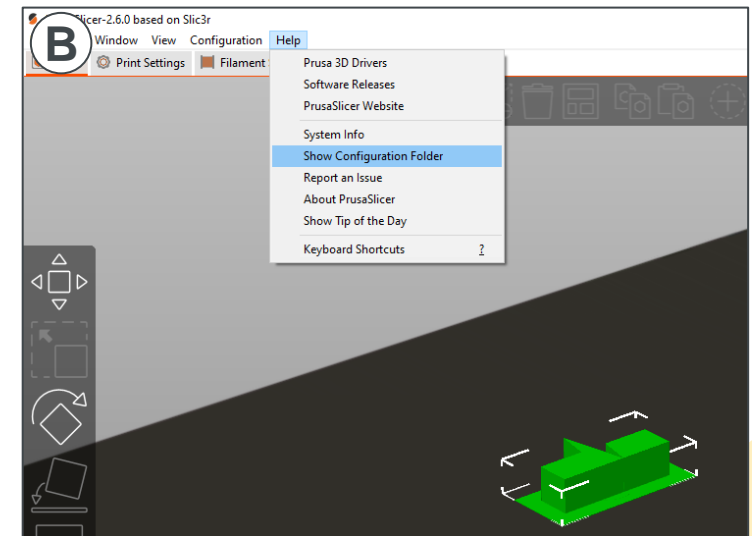 B
icer-2.6.0 based on Slic3r
Window View Configuration Help
Print Settings Filament
Prusa 3D Drivers
Software Releases
PrusaSlicer Website
System Info
Show Configuration Folder
Report an Issue
About PrusaSlicer
Show Tip of the Day
Keyboard Shortcuts ?